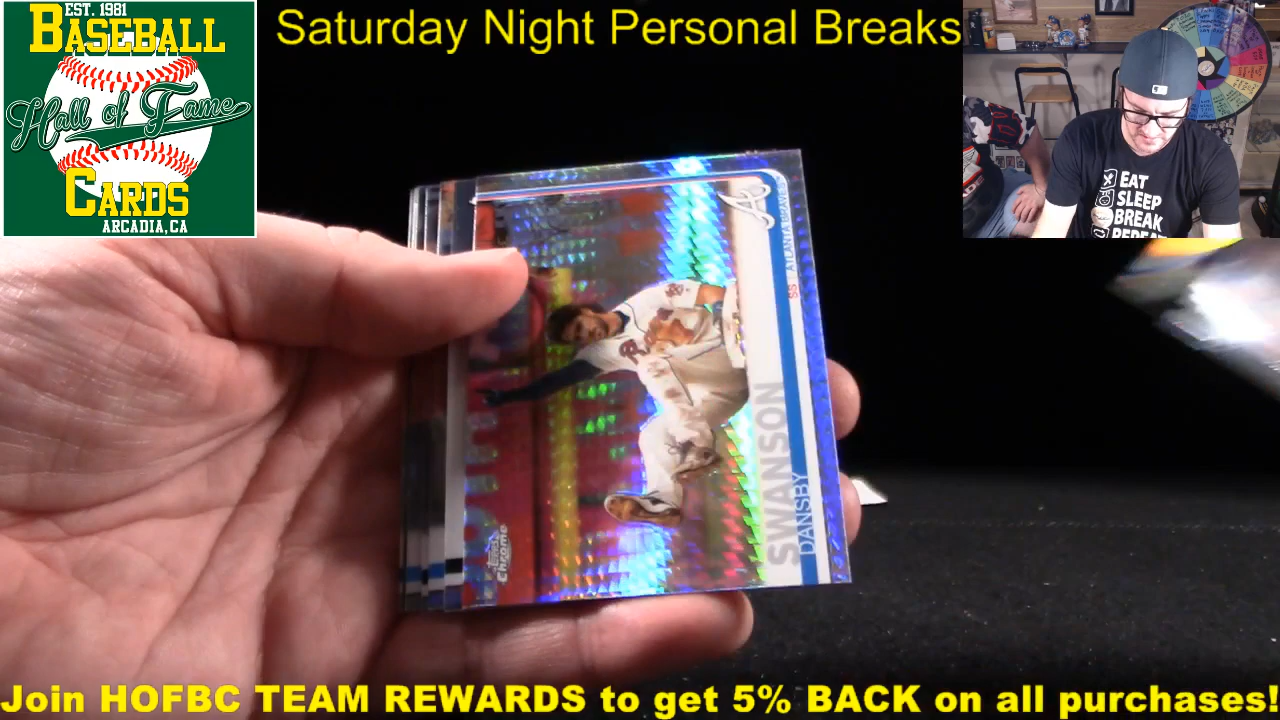 EST. 1981
BASEBALL
Hall of Fame
CARDS
ARCADIA, CA
Saturday Night Personal Breaks
EAT
SLEEP
BREAK
REPEAT
SS | ATLANTA BRAVES
A
SWANSON
DANSBY
Topps
Chrome
Join HOFBC TEAM REWARDS to get 5% BACK on all purchases!